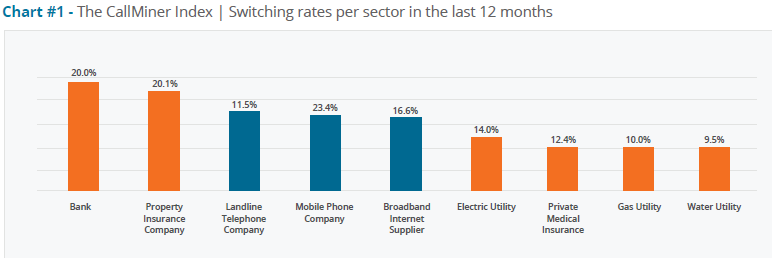 Chart #1 - The CallMiner Index | Switching rates per sector in the last 12 months
20.0%
20.1%
11.5%
23.4%
16.6%
14.0%
12.4%
10.0%
9.5%
Bank
Property
Insurance
Company
Landline
Telephone
Company
Mobile Phone
Company
Broadband
Internet
Supplier
Electric Utility
Private
Medical
Insurance
Gas Utility
Water Utility